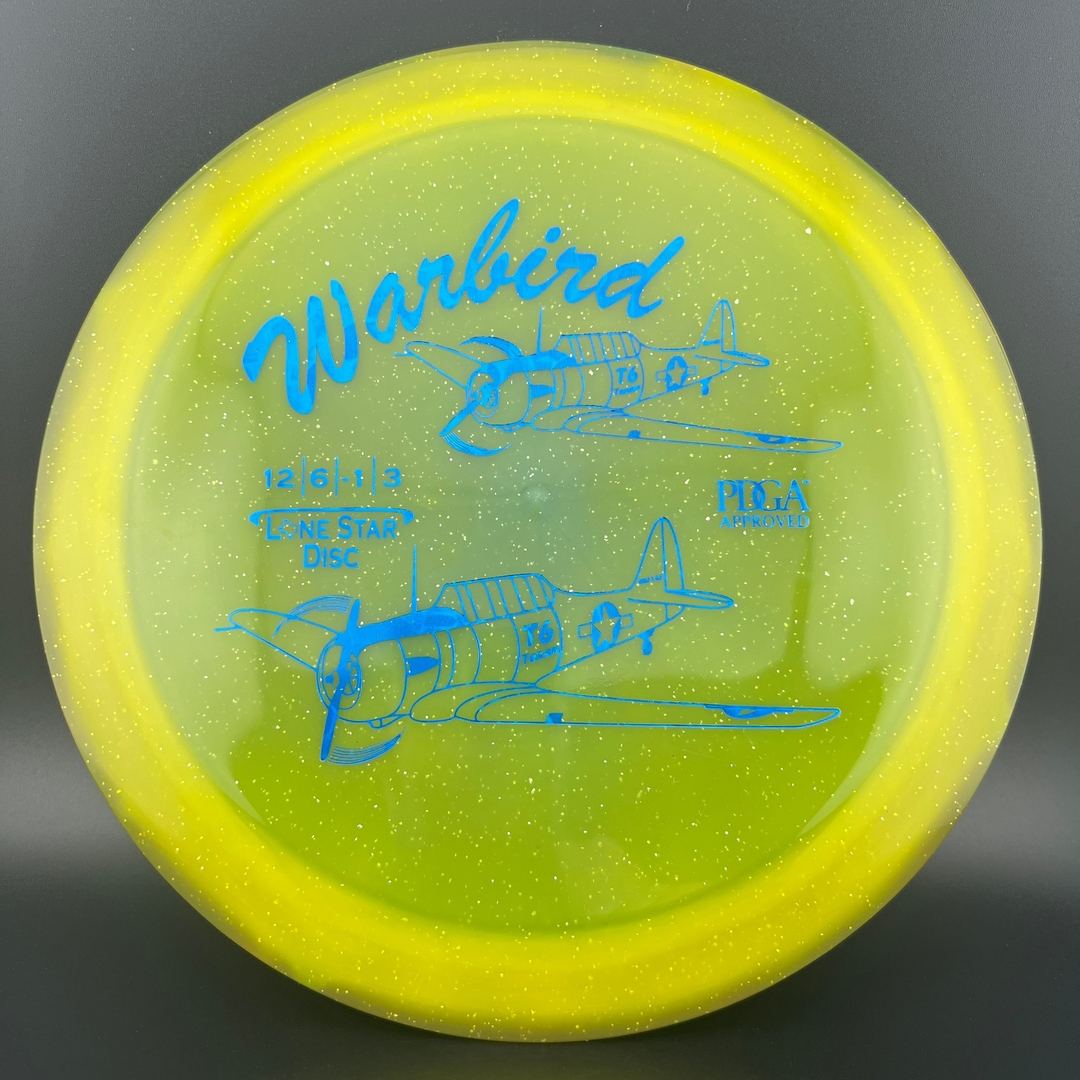 Warbird
T6
12|6|-1|3
LONE STAR
DISC
PDGA
APPROVED
T6